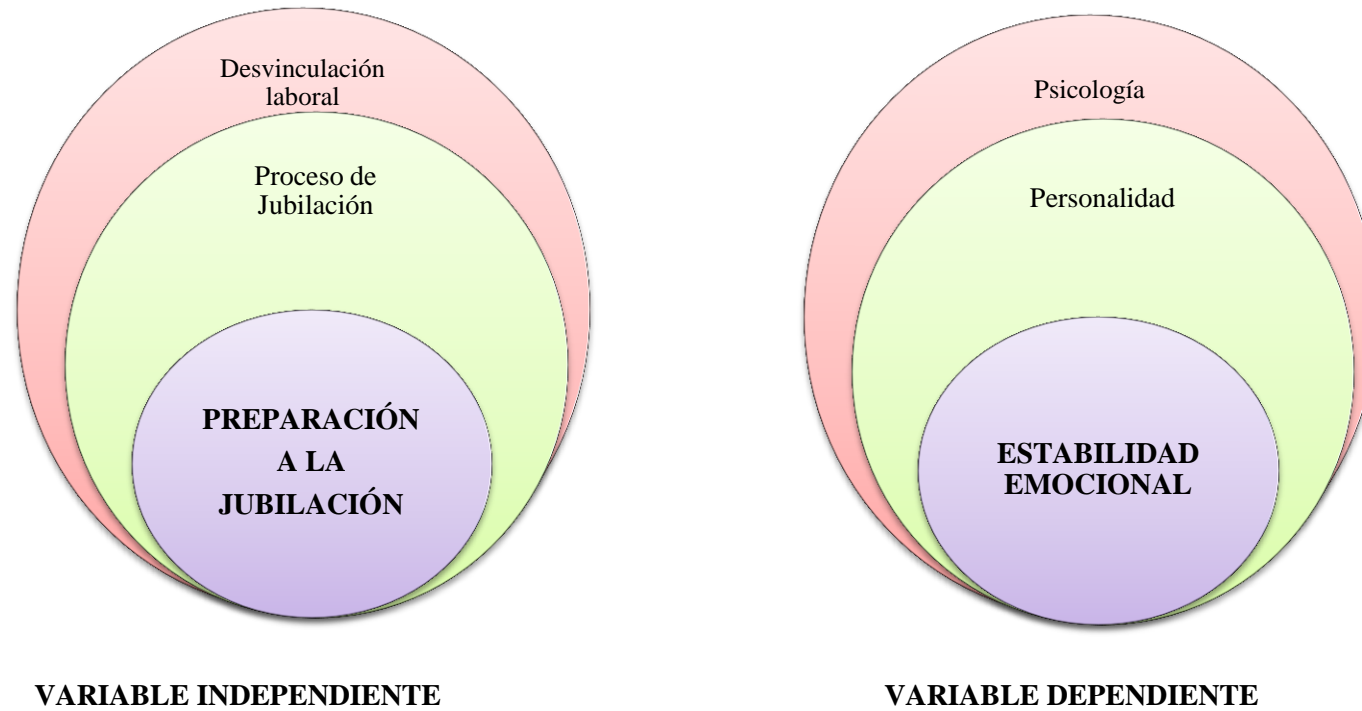 Desvinculación
laboral
Proceso de
Jubilación
PREPARACIÓN
A LA
JUBILACIÓN
VARIABLE INDEPENDIENTE
Psicología
Personalidad
ESTABILIDAD
EMOCIONAL
VARIABLE DEPENDIENTE